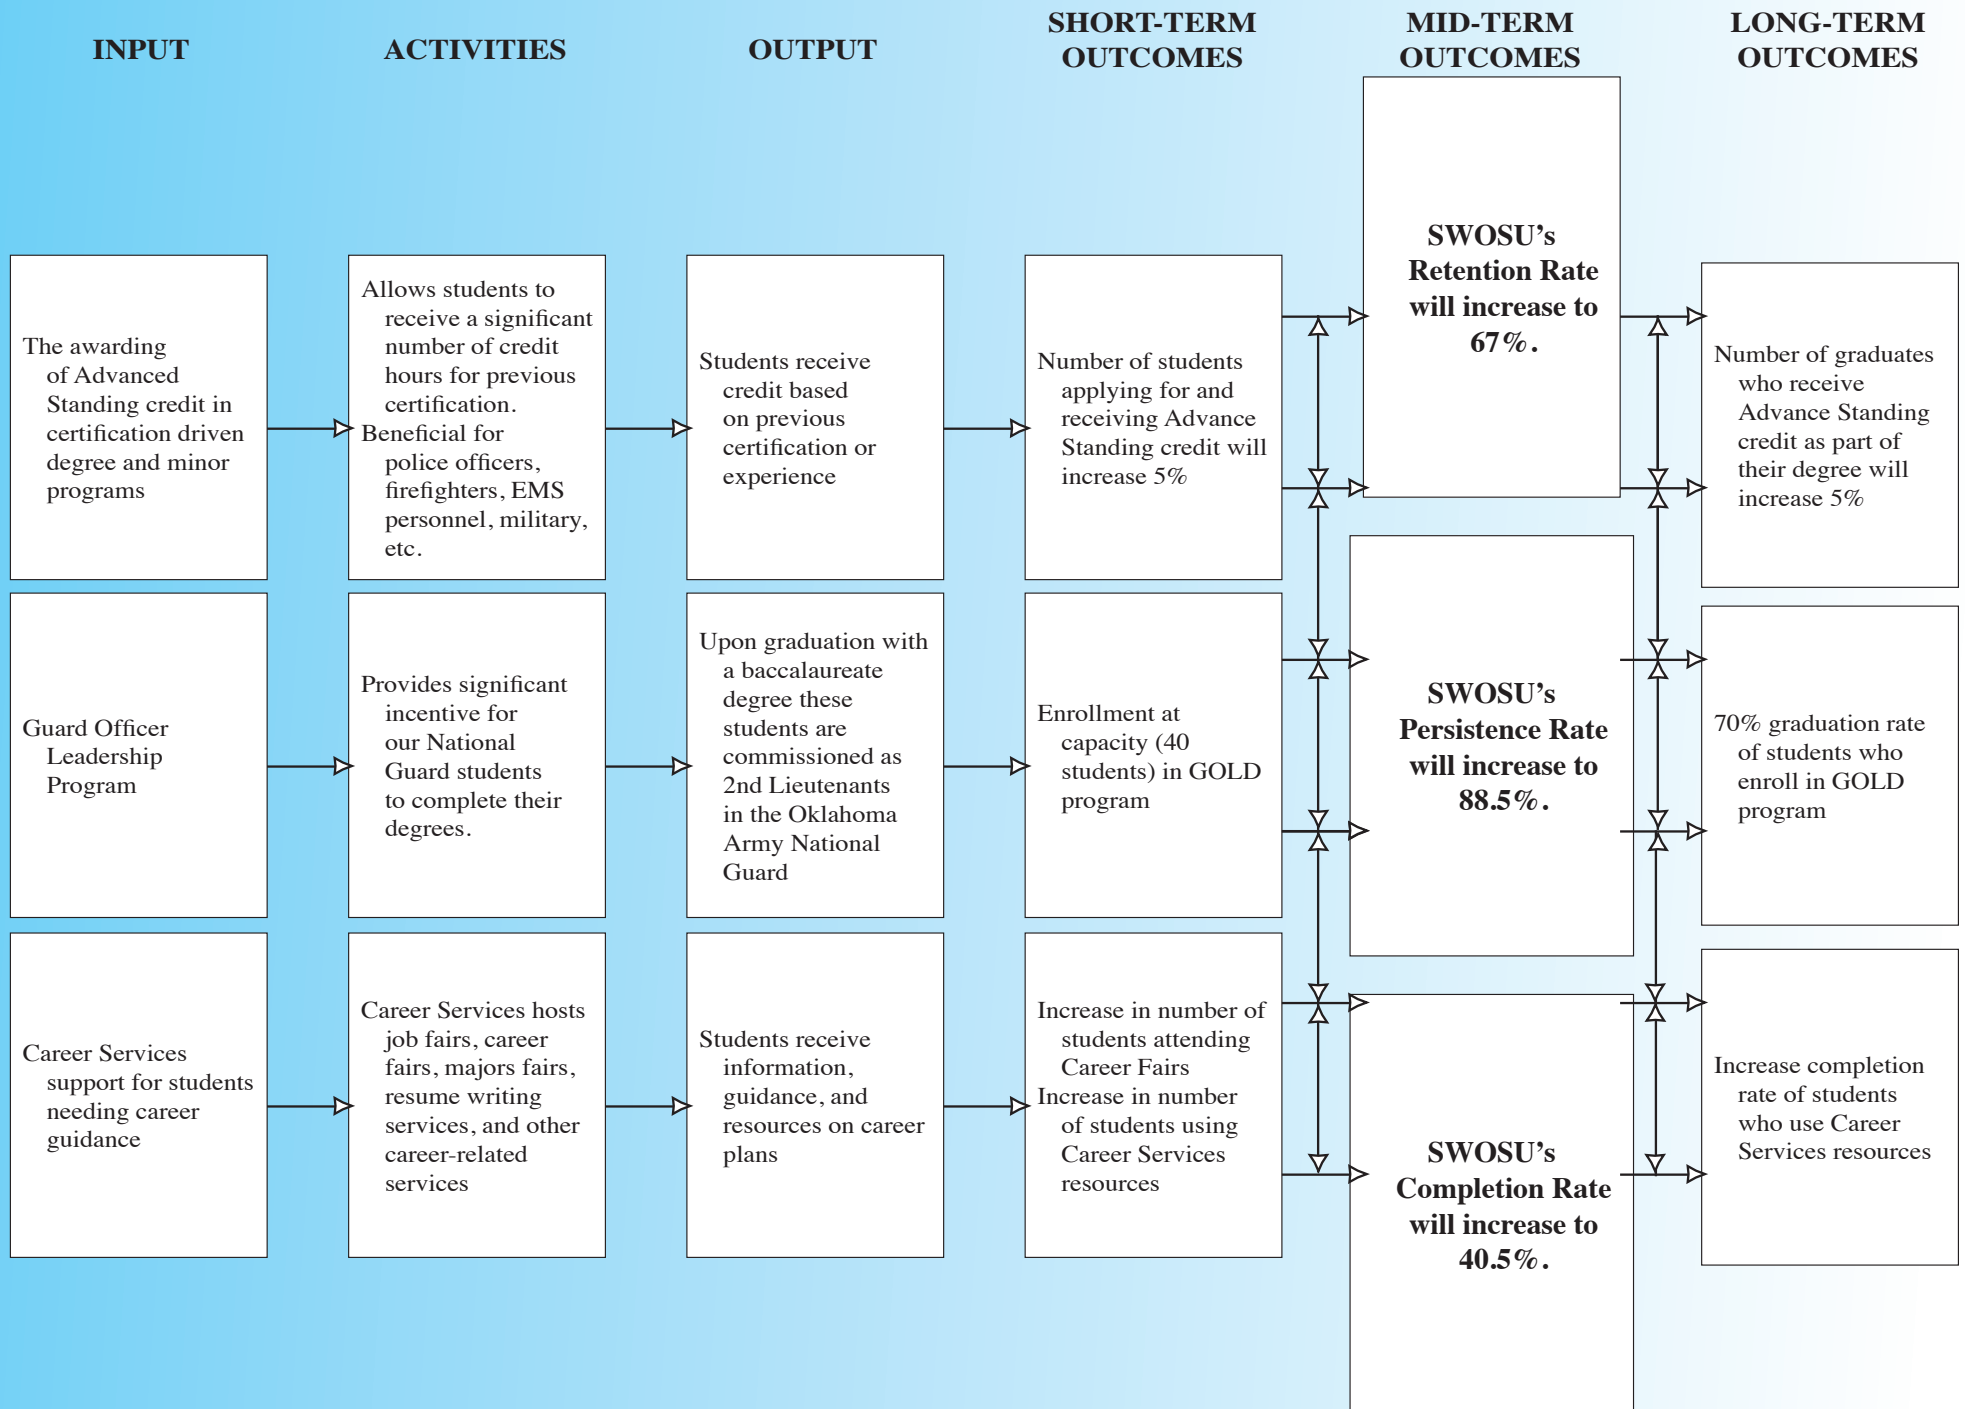 INPUT
ACTIVITIES
OUTPUT
SHORT-TERM
OUTCOMES
MID-TERM
OUTCOMES
LONG-TERM
OUTCOMES
The awarding
of Advanced
Standing credit in
certification driven
degree and minor
programs
Allows students to
receive a significant
number of credit
hours for previous
certification.
Beneficial for
police officers,
firefighters, EMS
personnel, military,
etc.
Students receive
credit based
on previous
certification or
experience
Number of students
applying for and
receiving Advance
Standing credit will
increase 5%
SWOSU's
Retention Rate
will increase to
67%.
Number of graduates
who receive
Advance Standing
credit as part of
their degree will
increase 5%
Guard Officer
Leadership
Program
Provides significant
incentive for
our National
Guard students
to complete their
degrees.
Upon graduation with
a baccalaureate
degree these
students are
commissioned as
2nd Lieutenants
in the Oklahoma
Army National
Guard
Enrollment at
capacity (40
students) in GOLD
program
SWOSU's
Persistence Rate
will increase to
88.5%.
70% graduation rate
of students who
enroll in GOLD
program
Career Services
support for students
needing career
guidance
Career Services hosts
job fairs, career
fairs, majors fairs,
resume writing
services, and other
career-related
services
Students receive
information,
guidance, and
resources on career
plans
Increase in number of
students attending
Career Fairs
Increase in number
of students using
Career Services
resources
SWOSU's
Completion Rate
will increase to
40.5%.
Increase completion
rate of students
who use Career
Services resources